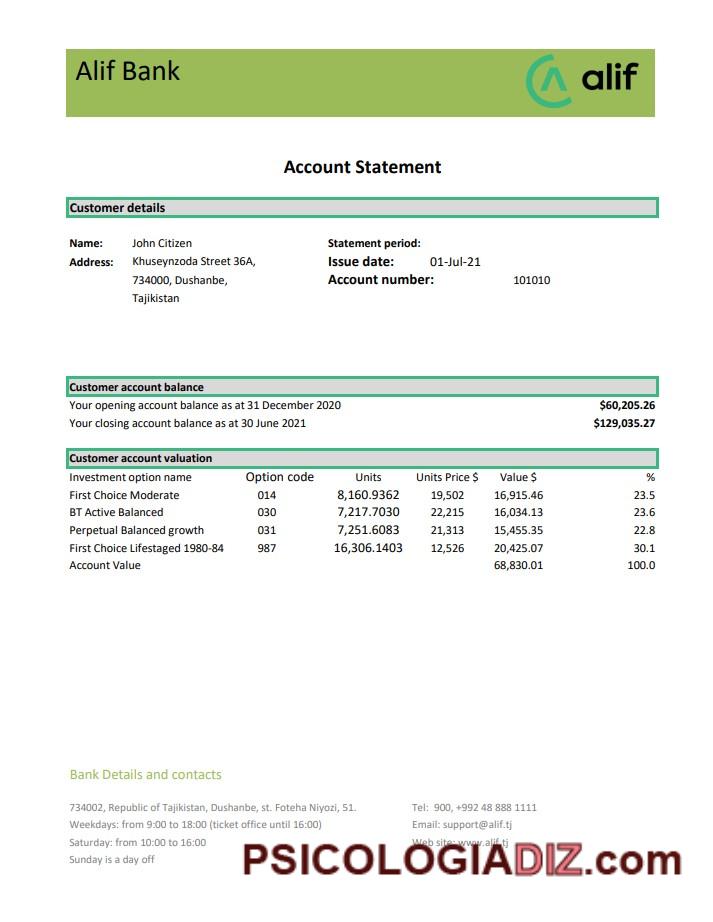 Alif Bank
alif
Account Statement
Customer details
Name: John Citizen Statement period:
Address: Khuseynzoda Street 36A, Issue date: 01-Jul-21
734000, Dushanbe, Account number: 101010
Tajikistan
Customer account balance
Your opening account balance as at 31 December 2020 $60,205.26
Your closing account balance as at 30 June 2021 $129,035.27
Customer account valuation
Investment option name Option code Units Units Price $ Value $ %
First Choice Moderate 014 8,160.9362 19,502 16,915.46 23.5
BT Active Balanced 030 7,217.7030 22,215 16,034.13 23.6
Perpetual Balanced growth 031 7,251.6083 21,313 15,455.35 22.8
First Choice Lifestaged 1980-84 987 16,306.1403 12,526 20,425.07 30.1
Account Value 68,830.01 100.0
Bank Details and contacts
734002, Republic of Tajikistan, Dushanbe, st. Foteha Niyozi, 51. Tel: 900, +992 48 888 1111
Weekdays: from 9:00 to 18:00 (ticket office until 16:00) Email: support@alif.tj
Saturday: from 10:00 to 16:00 Web site: www.alif.tj
Sunday is a day off
PSICOLOGIADIZ.com